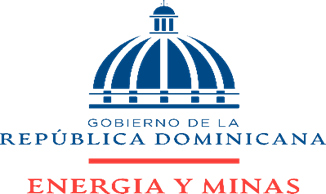 GOBIERNO DE LA
REPÚBLICA DOMINICANA
ENERGIA Y MINAS